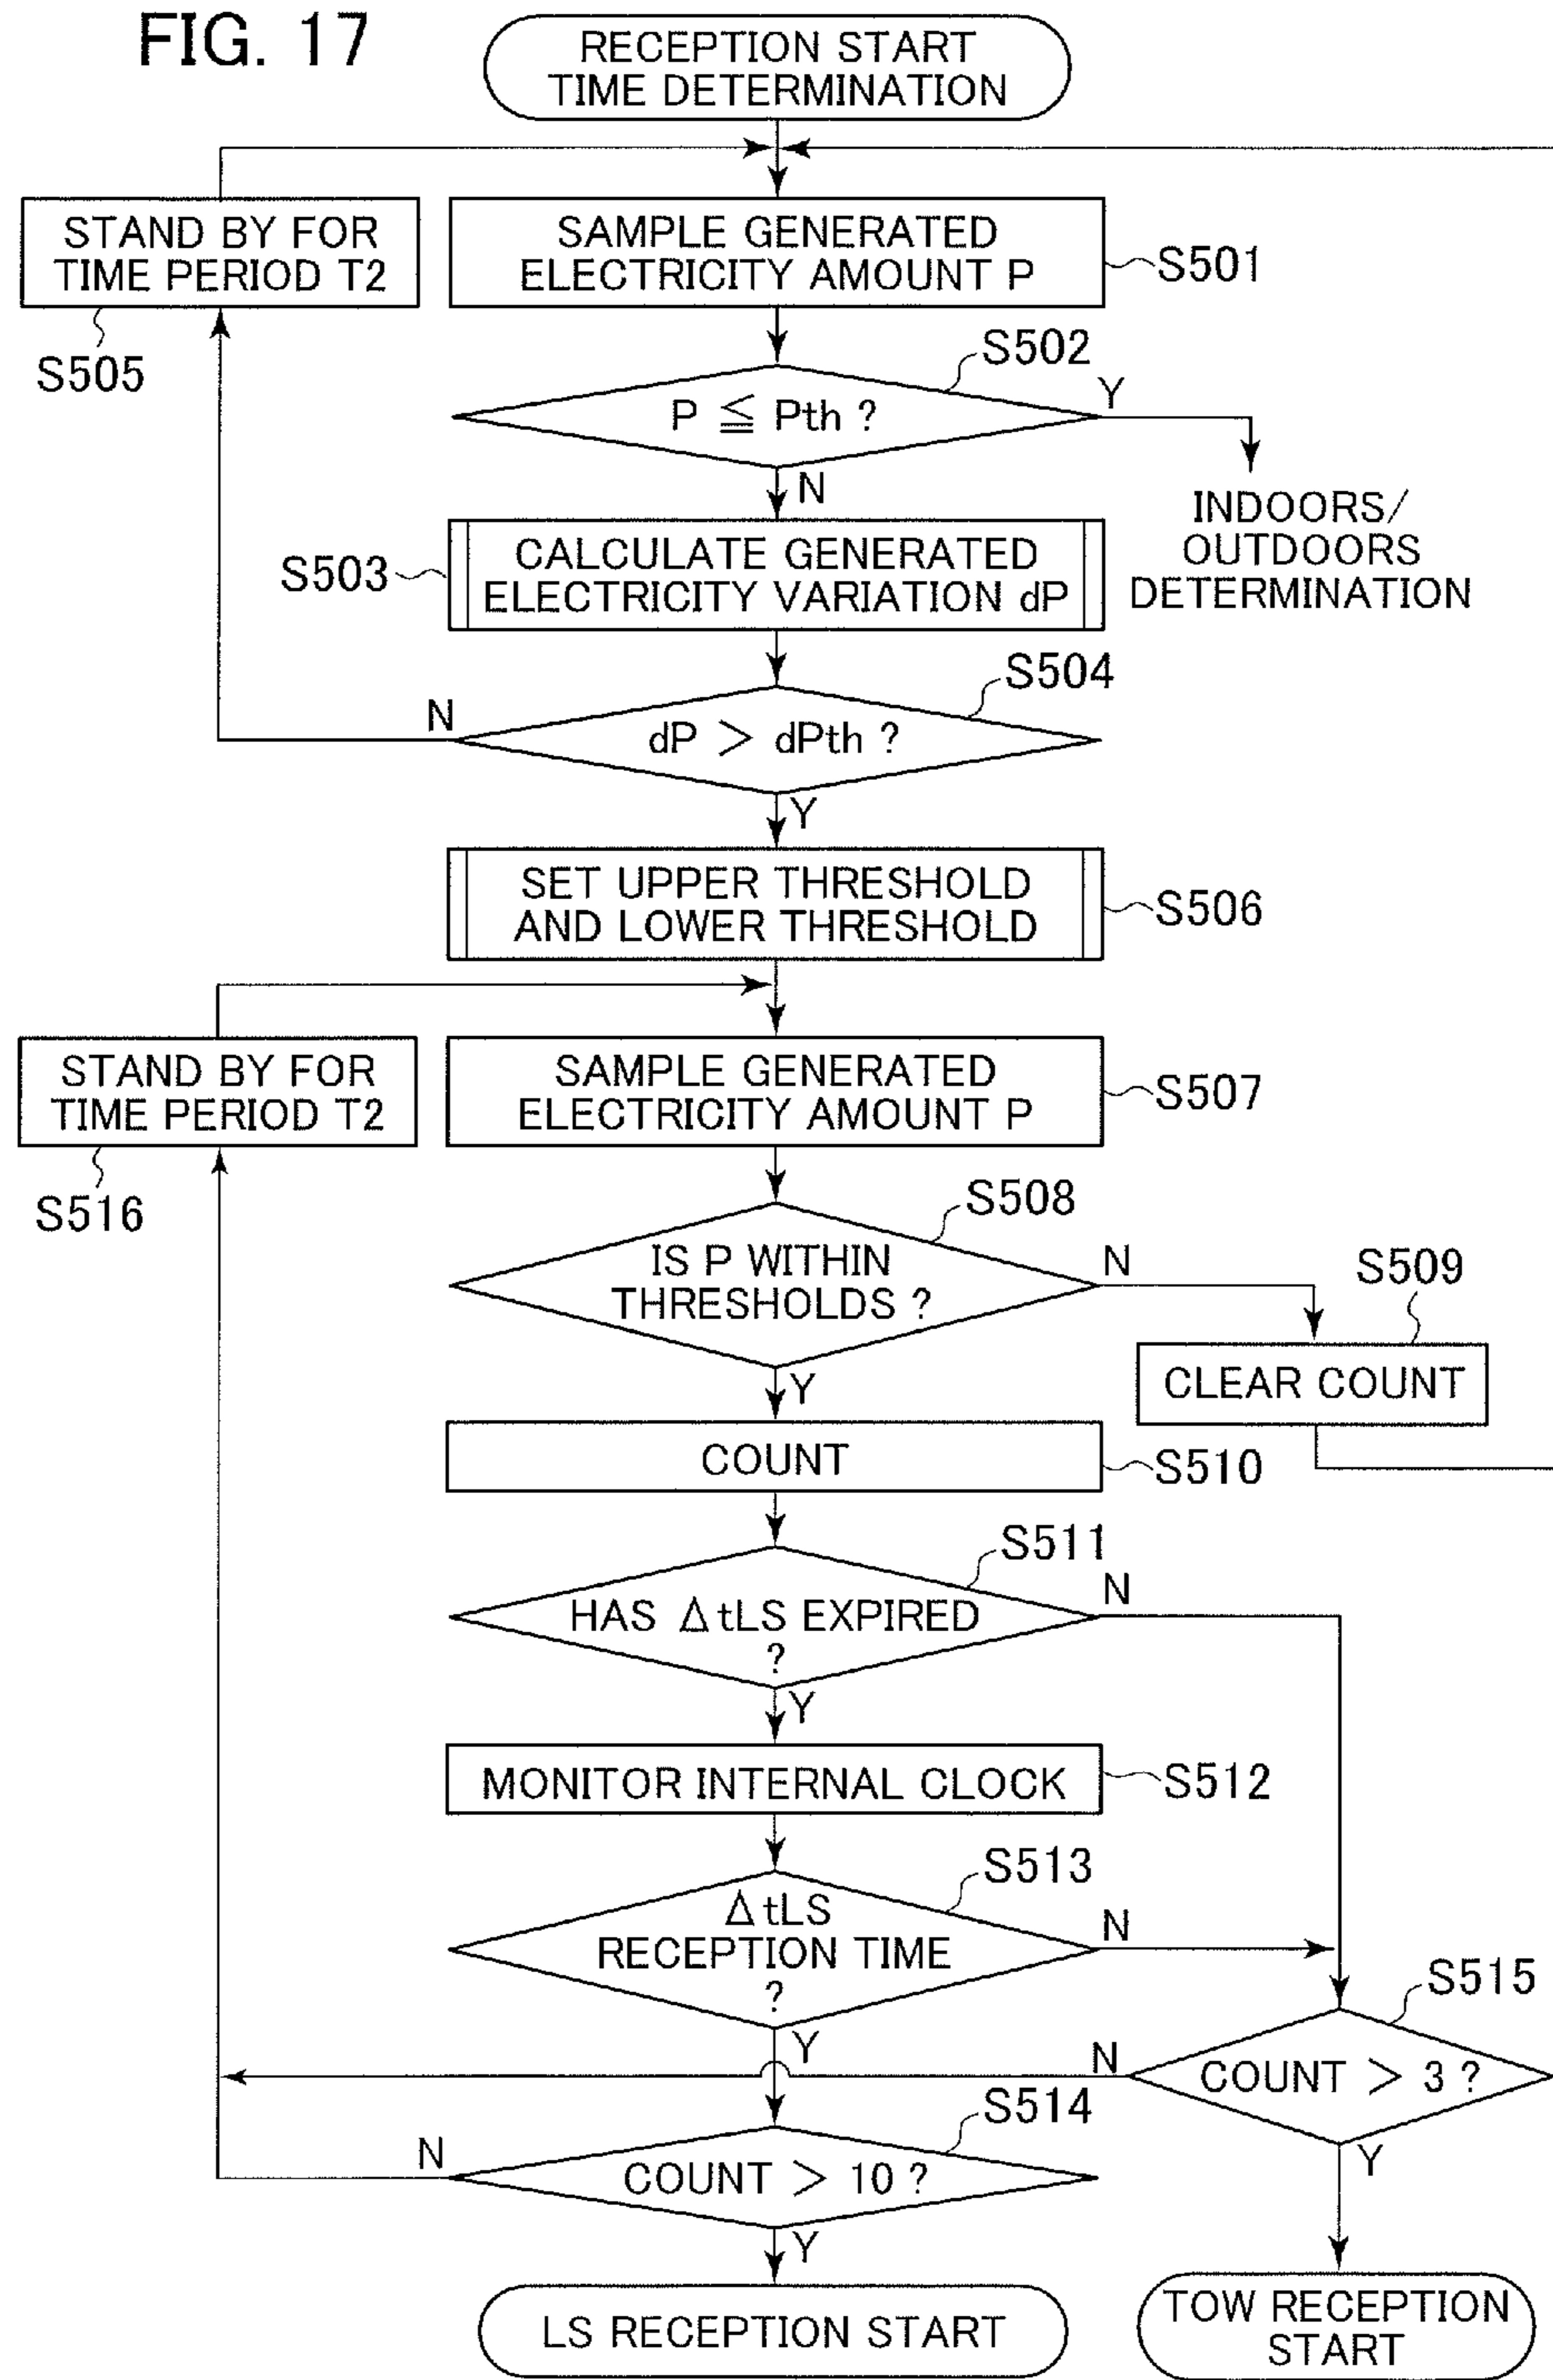 FIG. 17
RECEPTION START
TIME DETERMINATION
STAND BY FOR
TIME PERIOD T2
S505
SAMPLE GENERATED
ELECTRICITY AMOUNT P
S501
S502
P ≦ Pth ?
Y
N
INDOORS/
OUTDOORS
DETERMINATION
S503
CALCULATE GENERATED
ELECTRICITY VARIATION dP
S504
N
dP > dPth ?
Y
SET UPPER THRESHOLD
AND LOWER THRESHOLD
S506
STAND BY FOR
TIME PERIOD T2
S516
SAMPLE GENERATED
ELECTRICITY AMOUNT P
S507
S508
IS P WITHIN
THRESHOLDS ?
N
S509
Y
CLEAR COUNT
COUNT
S510
S511
HAS ΔtLS EXPIRED
?
N
Y
MONITOR INTERNAL CLOCK
S512
S513
ΔtLS
RECEPTION TIME
?
N
Y
S515
N
COUNT > 3 ?
Y
S514
N
COUNT > 10 ?
Y
LS RECEPTION START
TOW RECEPTION
START